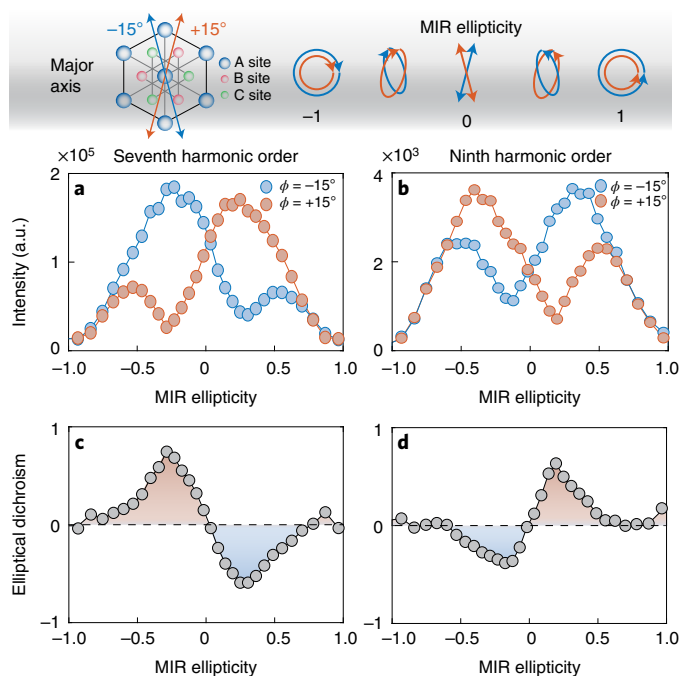 −15° +15°
MIR ellipticity
Major
axis
A site
B site
C site
−1 0 1
×10⁵ Seventh harmonic order
×10³ Ninth harmonic order
a
ϕ = −15°
ϕ = +15°
b
ϕ = −15°
ϕ = +15°
Intensity (a.u.)
2
1
0
4
2
0
−1.0 −0.5 0 0.5 1.0
−1.0 −0.5 0 0.5 1.0
MIR ellipticity
MIR ellipticity
c
d
Elliptical dichroism
1
0
−1
1
0
−1
−1.0 −0.5 0 0.5 1.0
−1.0 −0.5 0 0.5 1.0
MIR ellipticity
MIR ellipticity